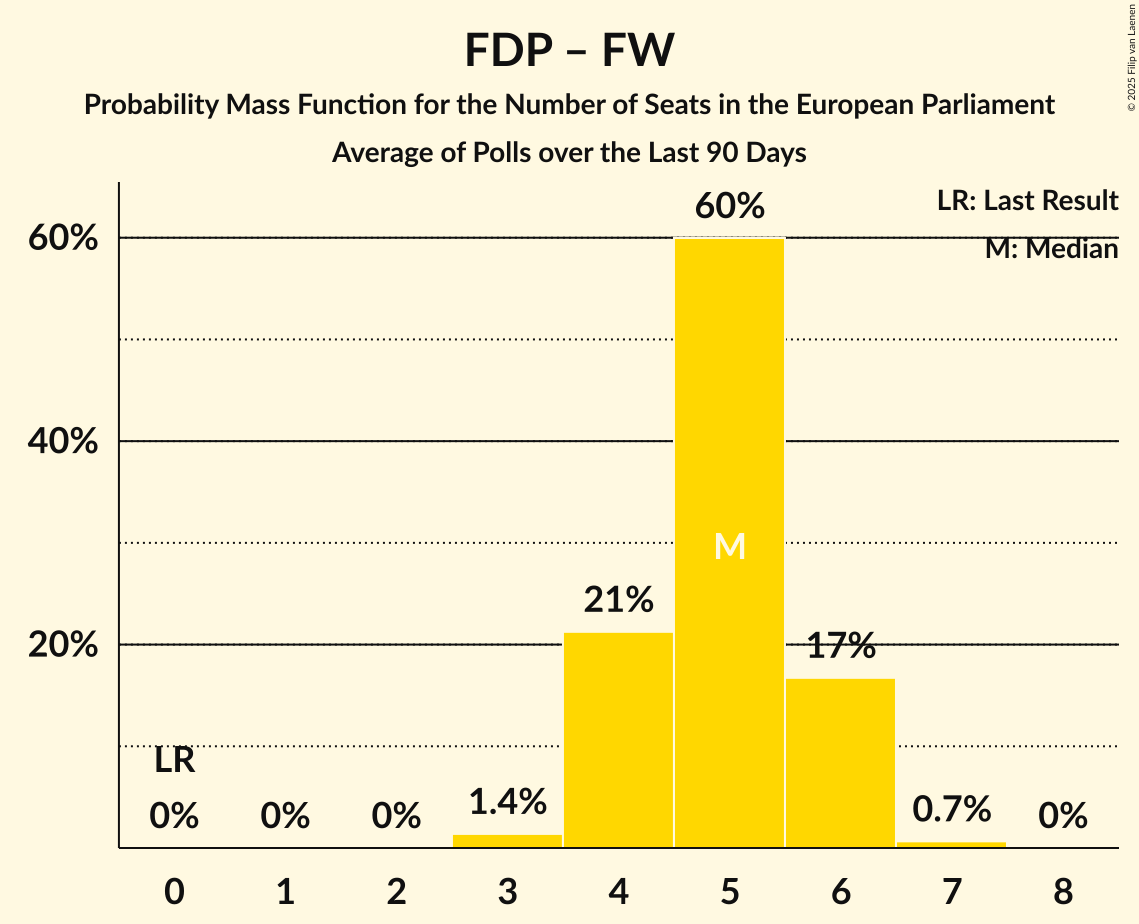 FDP – FW
Probability Mass Function for the Number of Seats in the European Parliament
Average of Polls over the Last 90 Days
© 2025 Filip van Laenen
LR: Last Result
M: Median
60%
60%
40%
M
21%
20%
17%
LR
0%
0%
0%
1.4%
0.7%
0%
0
1
2
3
4
5
6
7
8